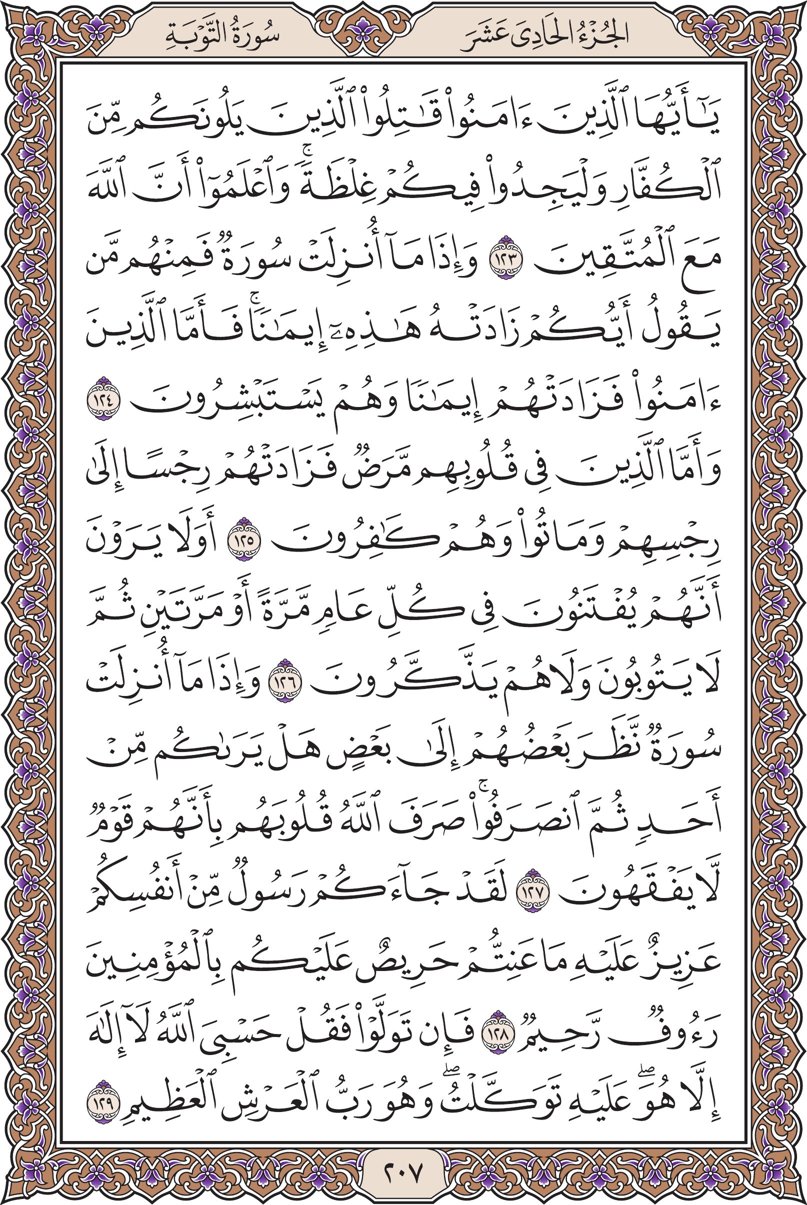 الجُزْءُ الحَادِيَ عَشَرَ
سُورَةُ التَّوْبَةِ
يَٰٓأَيُّهَا ٱلَّذِينَ ءَامَنُوا۟ قَٰتِلُوا۟ ٱلَّذِينَ يَلُونَكُم مِّنَ
ٱلْكُفَّارِ وَلْيَجِدُوا۟ فِيكُمْ غِلْظَةً ۚ وَٱعْلَمُوٓا۟ أَنَّ ٱللَّهَ
مَعَ ٱلْمُتَّقِينَ ١٢٣ وَإِذَا مَآ أُنزِلَتْ سُورَةٌ فَمِنْهُم مَّن
يَقُولُ أَيُّكُمْ زَادَتْهُ هَٰذِهِۦٓ إِيمَٰنًا ۚ فَأَمَّا ٱلَّذِينَ
ءَامَنُوا۟ فَزَادَتْهُمْ إِيمَٰنًا وَهُمْ يَسْتَبْشِرُونَ ١٢٤
وَأَمَّا ٱلَّذِينَ فِى قُلُوبِهِم مَّرَضٌ فَزَادَتْهُمْ رِجْسًا إِلَىٰ
رِجْسِهِمْ وَمَاتُوا۟ وَهُمْ كَٰفِرُونَ ١٢٥ أَوَلَا يَرَوْنَ
أَنَّهُمْ يُفْتَنُونَ فِى كُلِّ عَامٍ مَّرَّةً أَوْ مَرَّتَيْنِ ثُمَّ
لَا يَتُوبُونَ وَلَا هُمْ يَذَّكَّرُونَ ١٢٦ وَإِذَا مَآ أُنزِلَتْ
سُورَةٌ نَّظَرَ بَعْضُهُمْ إِلَىٰ بَعْضٍ هَلْ يَرَىٰكُم مِّنْ
أَحَدٍ ثُمَّ ٱنصَرَفُوا۟ ۚ صَرَفَ ٱللَّهُ قُلُوبَهُم بِأَنَّهُمْ قَوْمٌ
لَّا يَفْقَهُونَ ١٢٧ لَقَدْ جَآءَكُمْ رَسُولٌ مِّنْ أَنفُسِكُمْ
عَزِيزٌ عَلَيْهِ مَا عَنِتُّمْ حَرِيصٌ عَلَيْكُم بِٱلْمُؤْمِنِينَ
رَءُوفٌ رَّحِيمٌ ١٢٨ فَإِن تَوَلَّوْا۟ فَقُلْ حَسْبِىَ ٱللَّهُ لَآ إِلَٰهَ
إِلَّا هُوَ ۖ عَلَيْهِ تَوَكَّلْتُ ۖ وَهُوَ رَبُّ ٱلْعَرْشِ ٱلْعَظِيمِ ١٢٩
٢٠٧